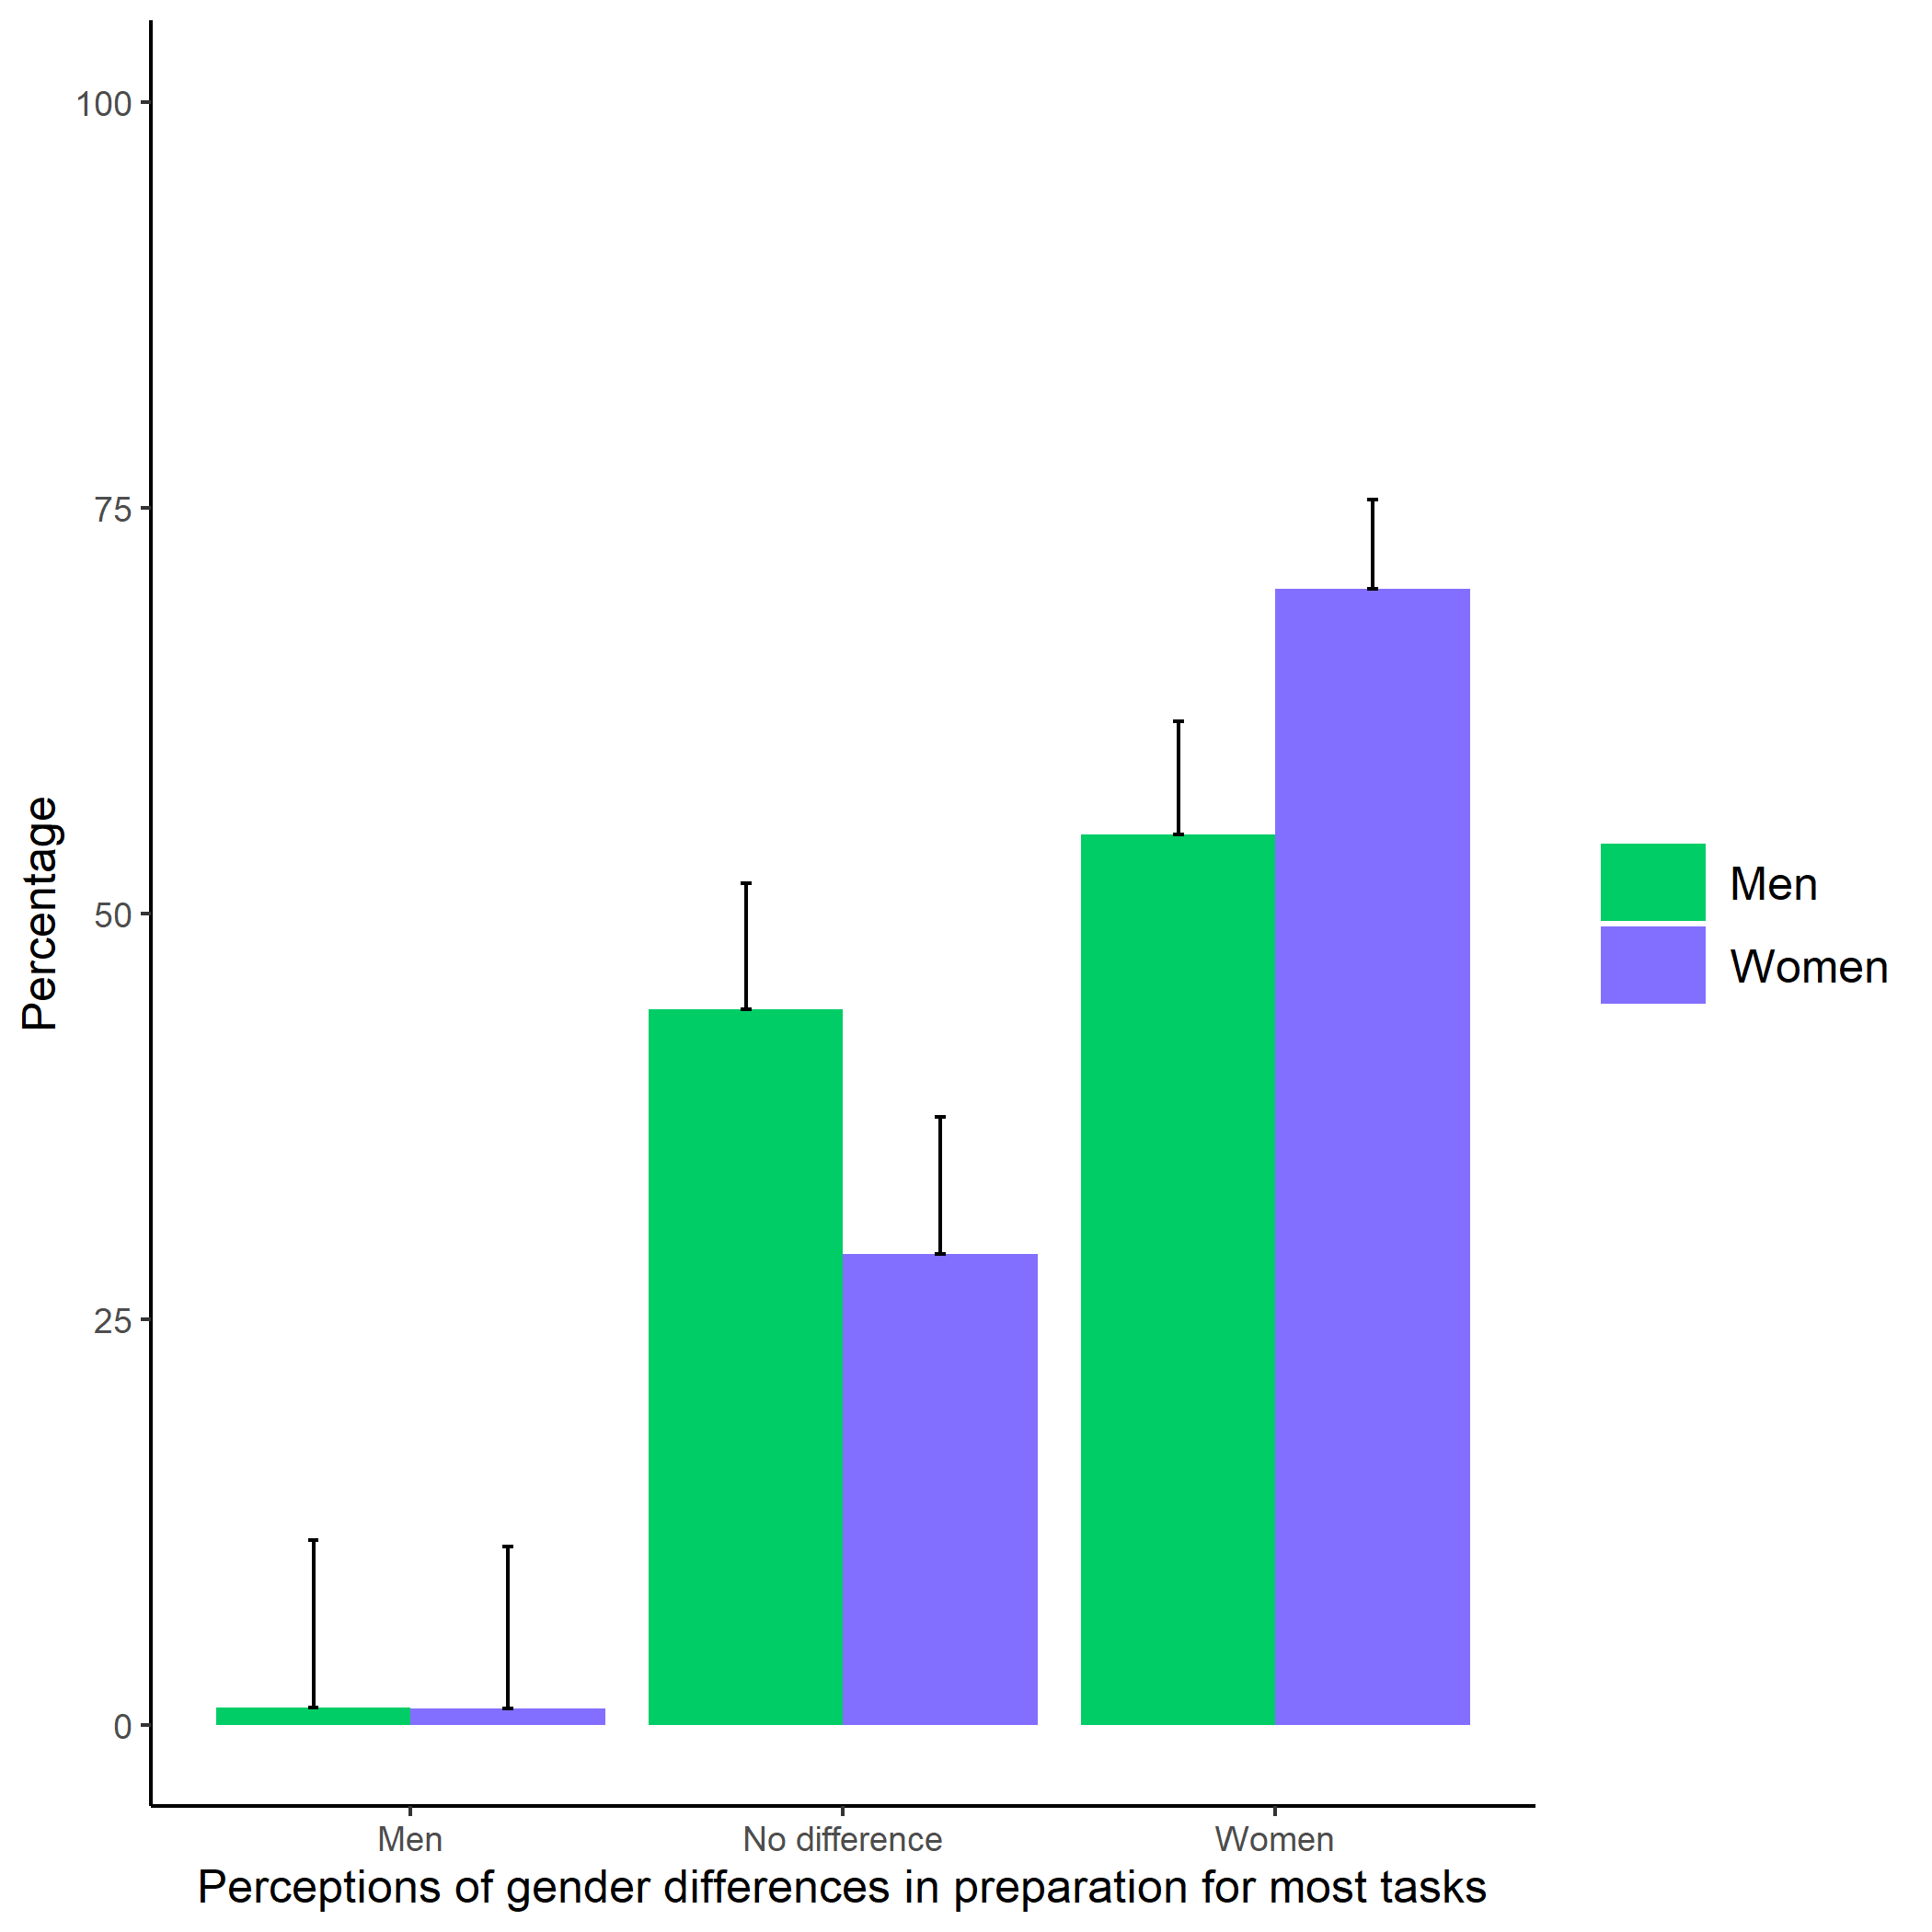 100
75
50
25
0
Percentage
Men
No difference
Women
Perceptions of gender differences in preparation for most tasks
Men
Women